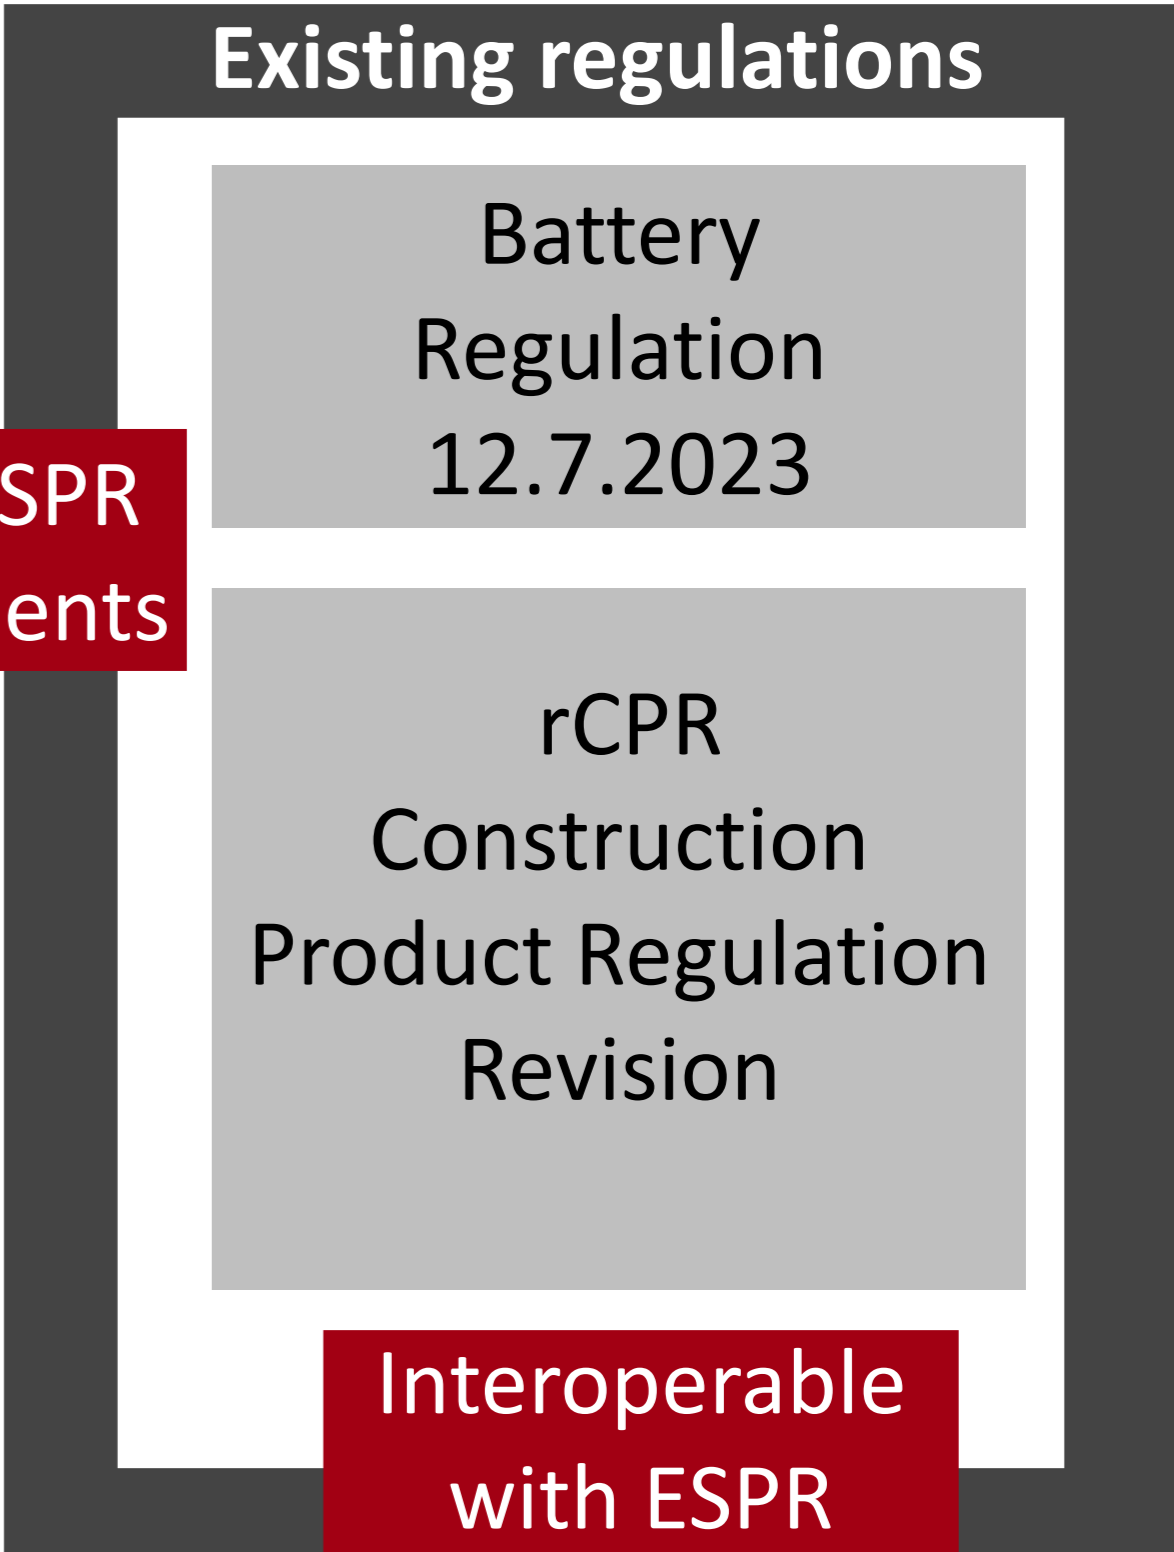 Existing regulations
Battery
Regulation
12.7.2023
SPR
ents
rCPR
Construction
Product Regulation
Revision
Interoperable
with ESPR